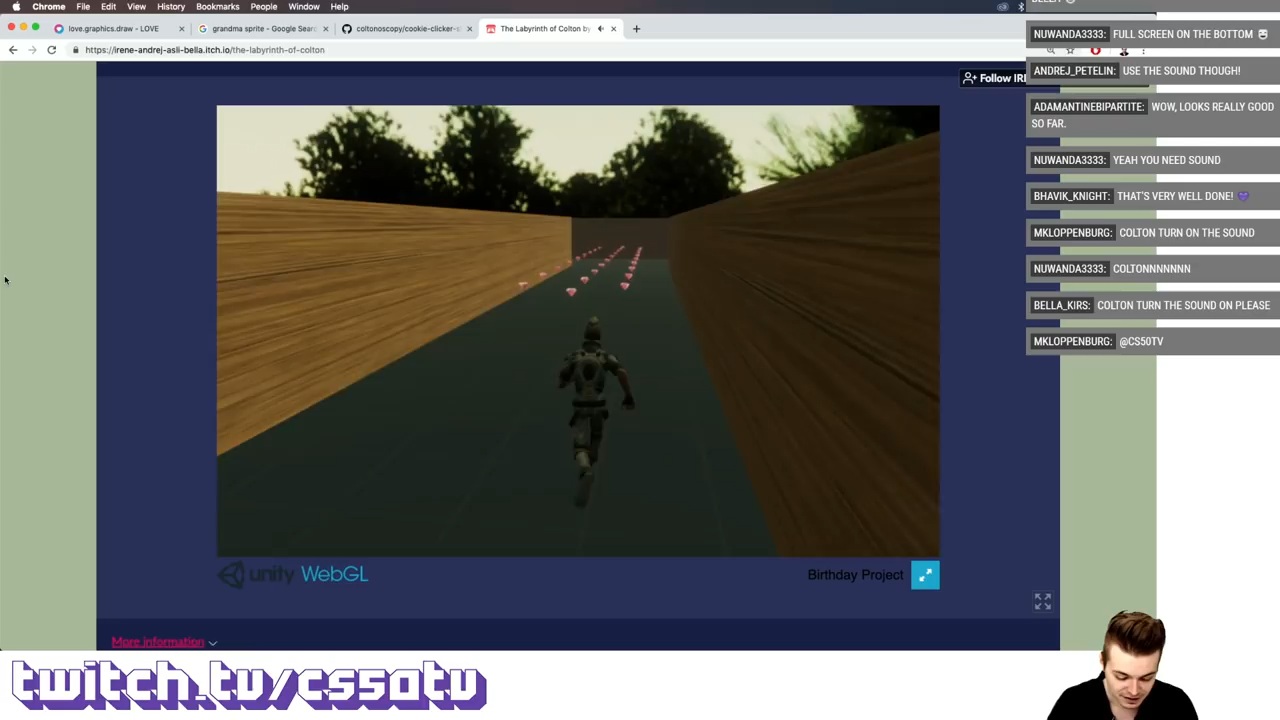 Chrome File Edit View History Bookmarks People Window Help
love.graphics.draw - LOVE
grandma sprite - Google Sear
coltonoscopy/cookie-clicker-s
The Labyrinth of Colton by
https://irene-andrej-asli-bella.itch.io/the-labyrinth-of-colton
Follow IR
NUWANDA3333: FULL SCREEN ON THE BOTTOM
ANDREJ_PETELIN: USE THE SOUND THOUGH!
ADAMANTINEBIPARTITE: WOW, LOOKS REALLY GOOD
SO FAR.
NUWANDA3333: YEAH YOU NEED SOUND
BHAVIK_KNIGHT: THAT'S VERY WELL DONE! 💜
MKLOPPENBURG: COLTON TURN ON THE SOUND
NUWANDA3333: COLTONNNNNN
BELLA_KIRS: COLTON TURN THE SOUND ON PLEASE
MKLOPPENBURG: @CS50TV
unity WebGL
Birthday Project
More information
twitch.tv/cs50tv